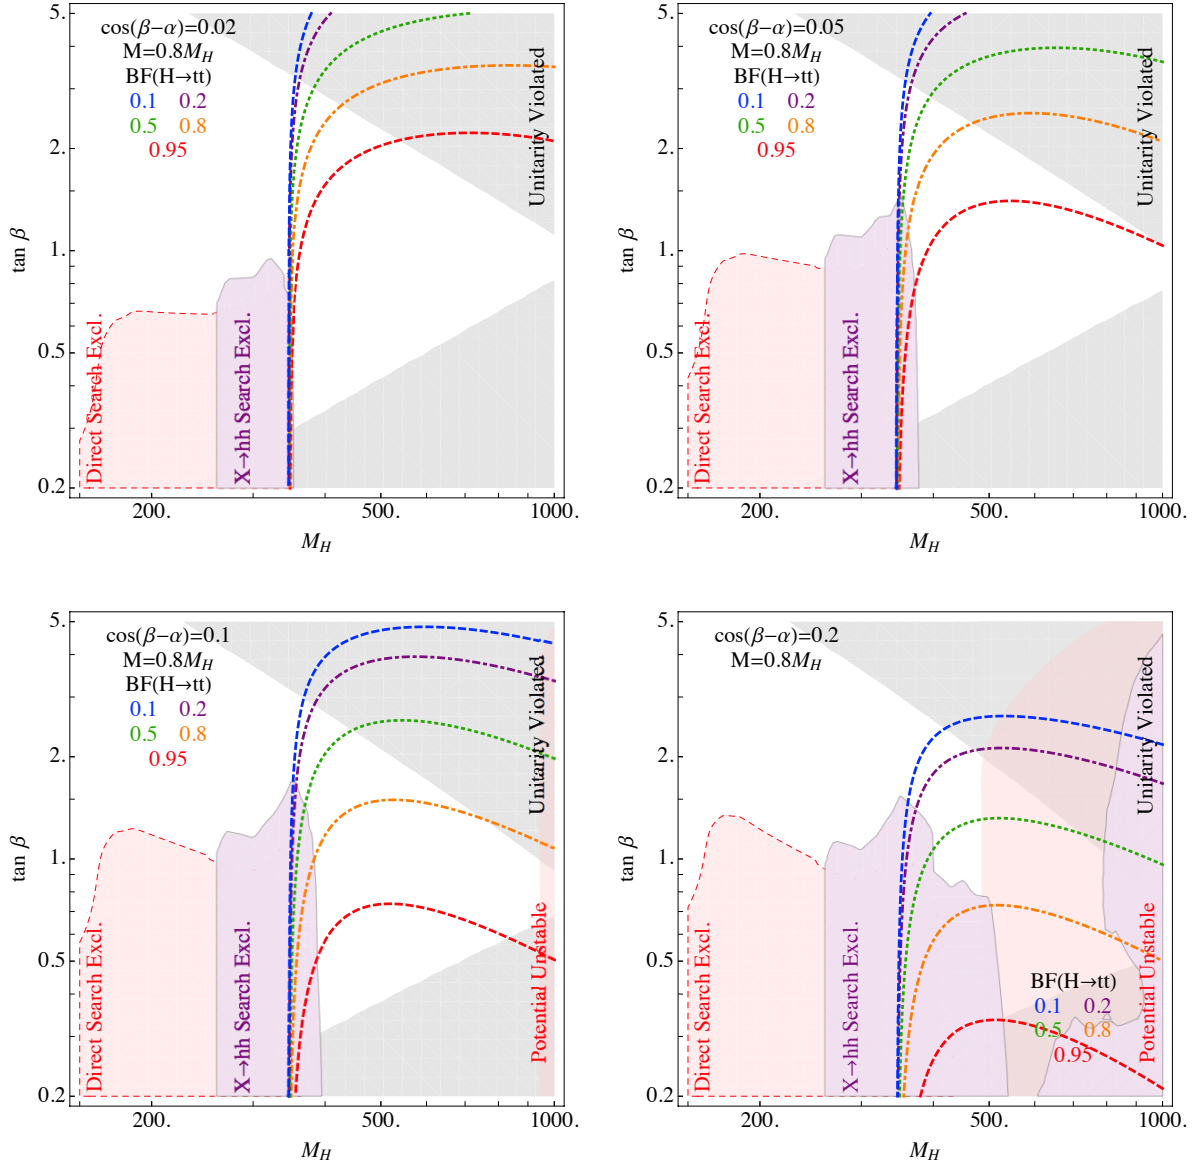 cos(β−α)=0.02
M=0.8M_H
BF(H→tt)
0.1 0.2
0.5 0.8
0.95
Unitarity Violated
Direct Search Excl.
X→hh Search Excl.
tan β
5.
2.
1.
0.5
0.2
200. 500. 1000.
M_H
cos(β−α)=0.05
M=0.8M_H
BF(H→tt)
0.1 0.2
0.5 0.8
0.95
Unitarity Violated
Direct Search Excl.
X→hh Search Excl.
tan β
5.
2.
1.
0.5
0.2
200. 500. 1000.
M_H
cos(β−α)=0.1
M=0.8M_H
BF(H→tt)
0.1 0.2
0.5 0.8
0.95
Unitarity Violated
Direct Search Excl.
X→hh Search Excl.
Potential Unstable
tan β
5.
2.
1.
0.5
0.2
200. 500. 1000.
M_H
cos(β−α)=0.2
M=0.8M_H
Unitarity Violated
Direct Search Excl.
X→hh Search Excl.
Potential Unstable
BF(H→tt)
0.1 0.2
0.5 0.8
0.95
tan β
5.
2.
1.
0.5
0.2
200. 500. 1000.
M_H